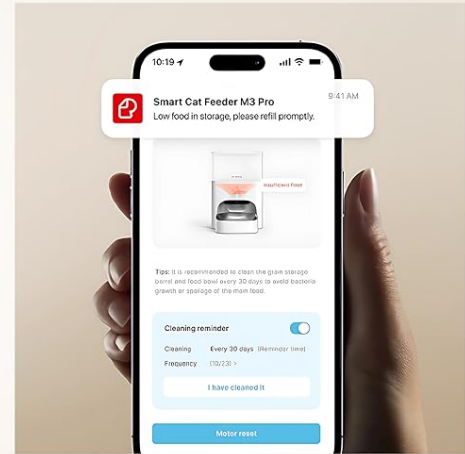 10:19
9:41 AM
Smart Cat Feeder M3 Pro
Low food in storage, please refill promptly.
Insufficient Food
Tips: It is recommended to clean the grain storage
barrel and food bowl every 30 days to avoid bacteria
growth or spoilage of the main food.
Cleaning reminder
Cleaning Every 30 days (Reminder time)
Frequency (10/23) >
I have cleaned it
Motor reset